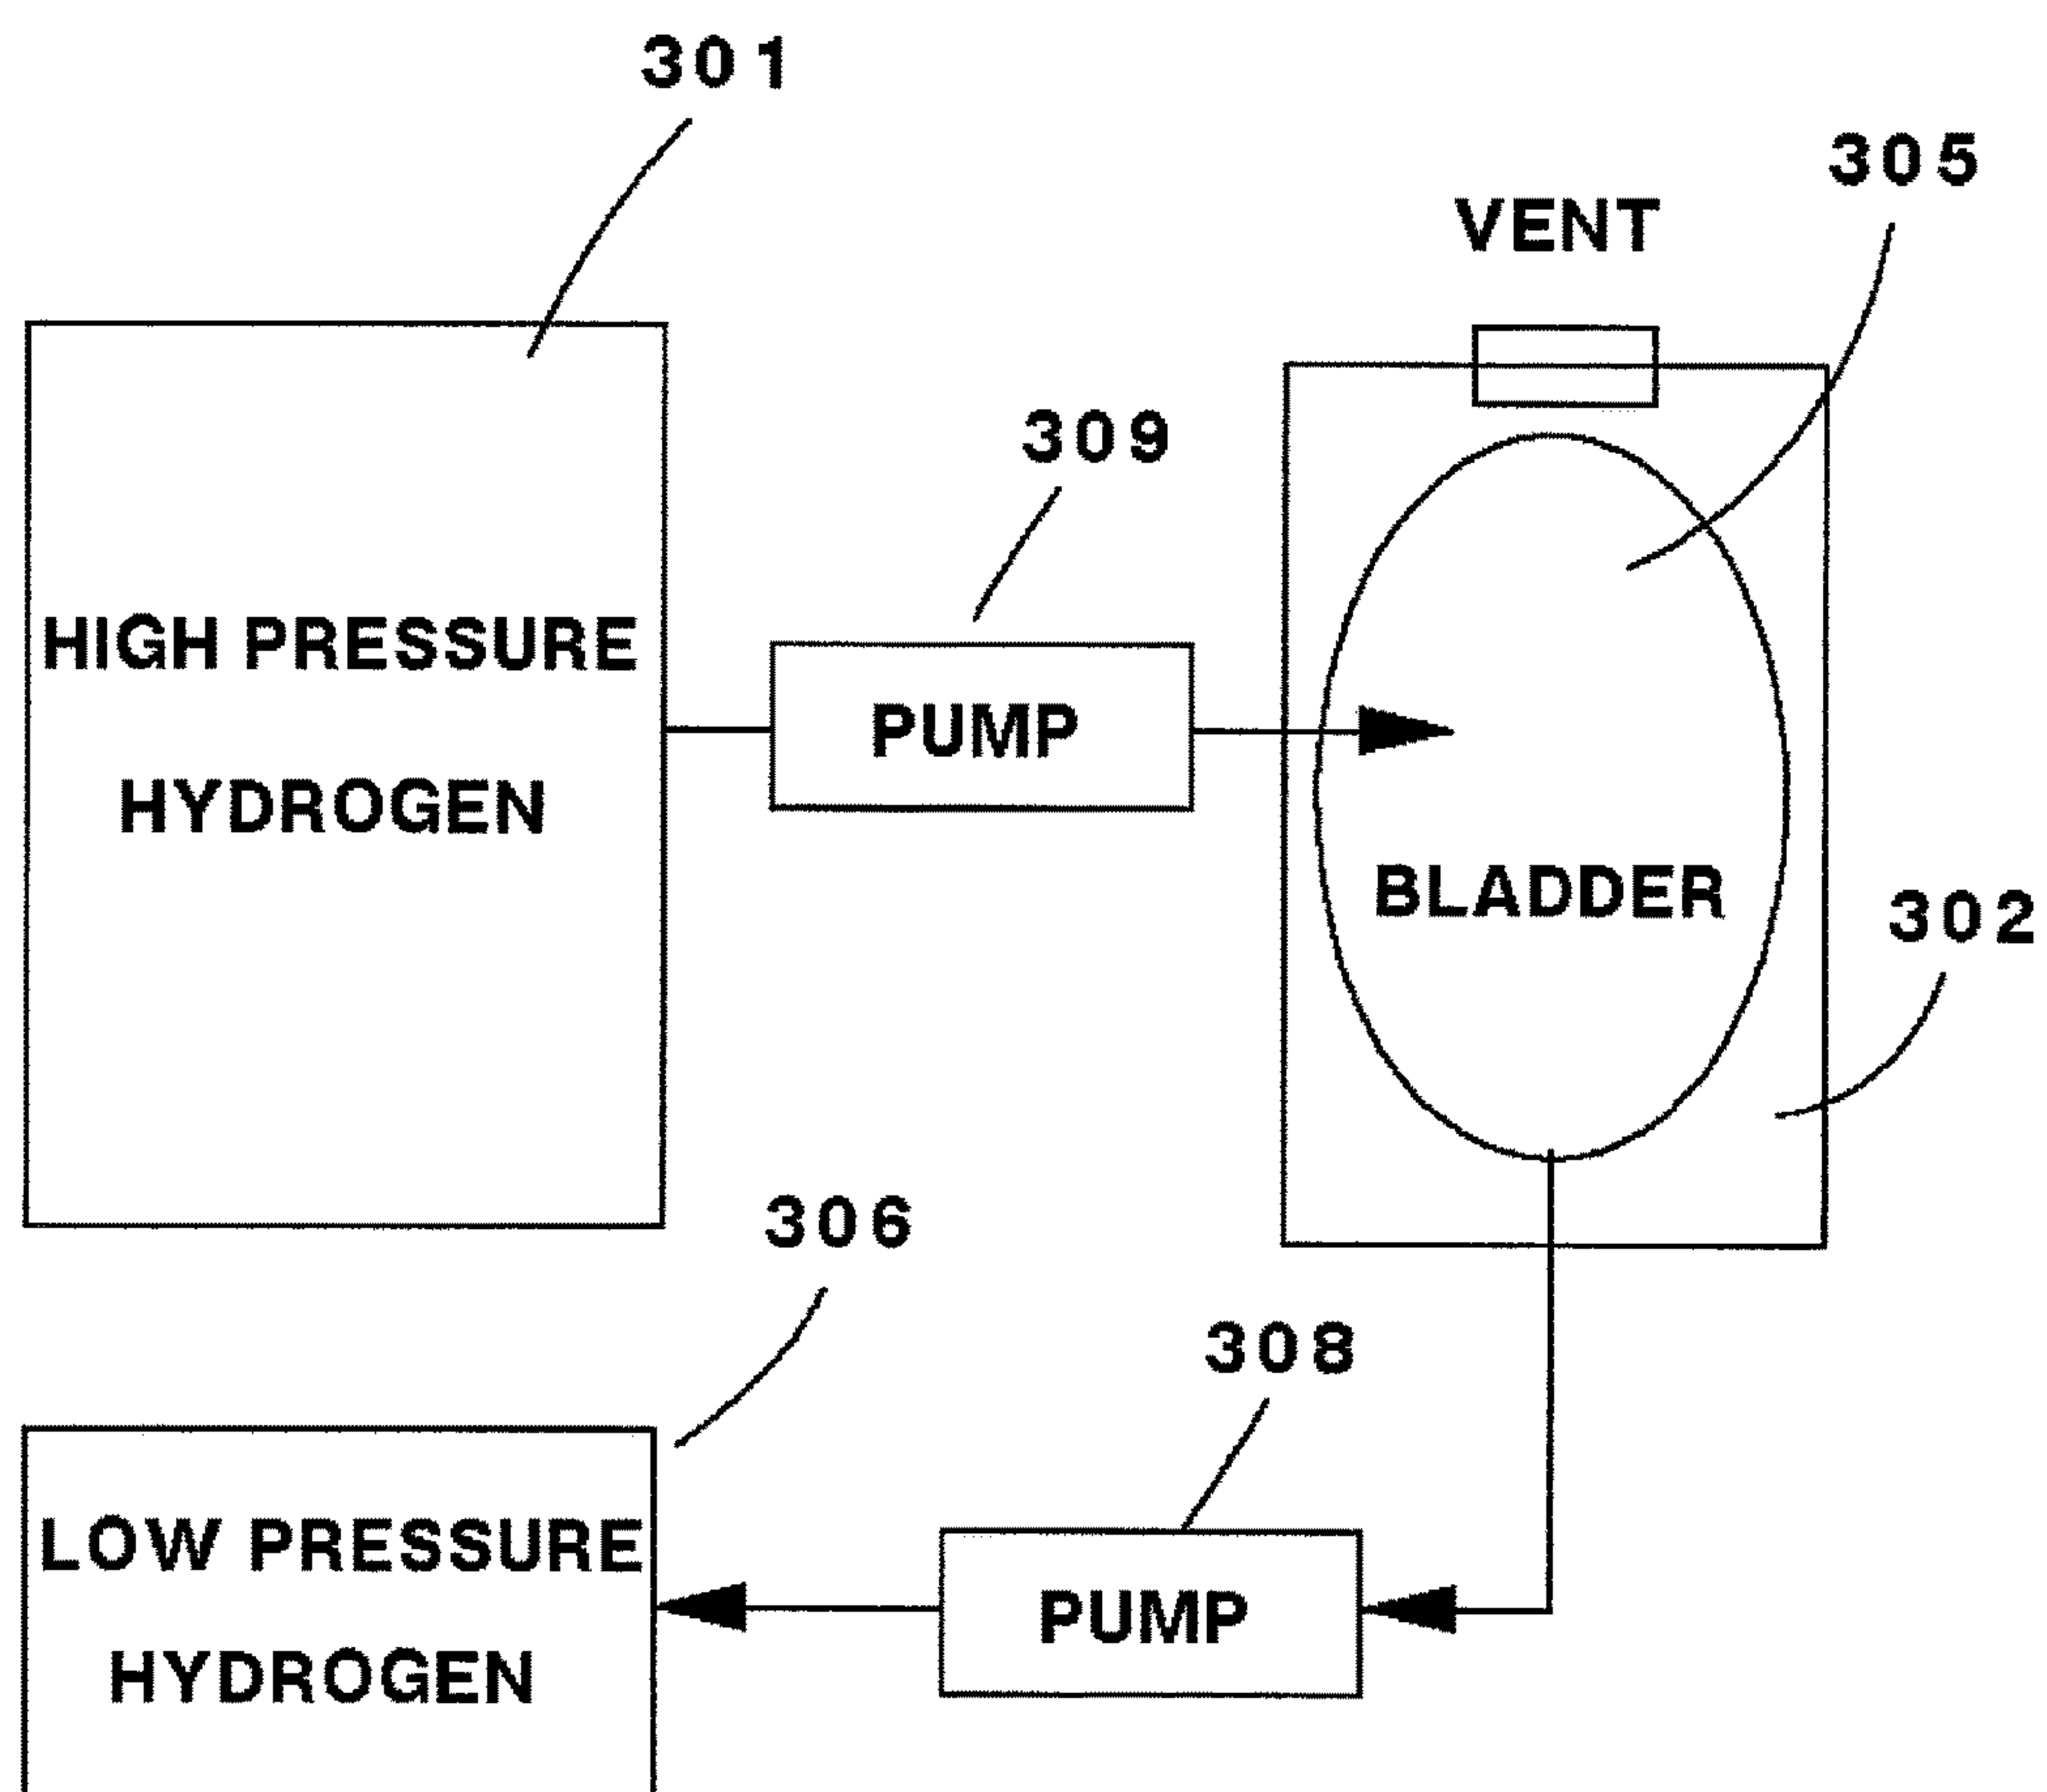 301
305
VENT
309
HIGH PRESSURE
PUMP
HYDROGEN
BLADDER
302
306
308
LOW PRESSURE
PUMP
HYDROGEN